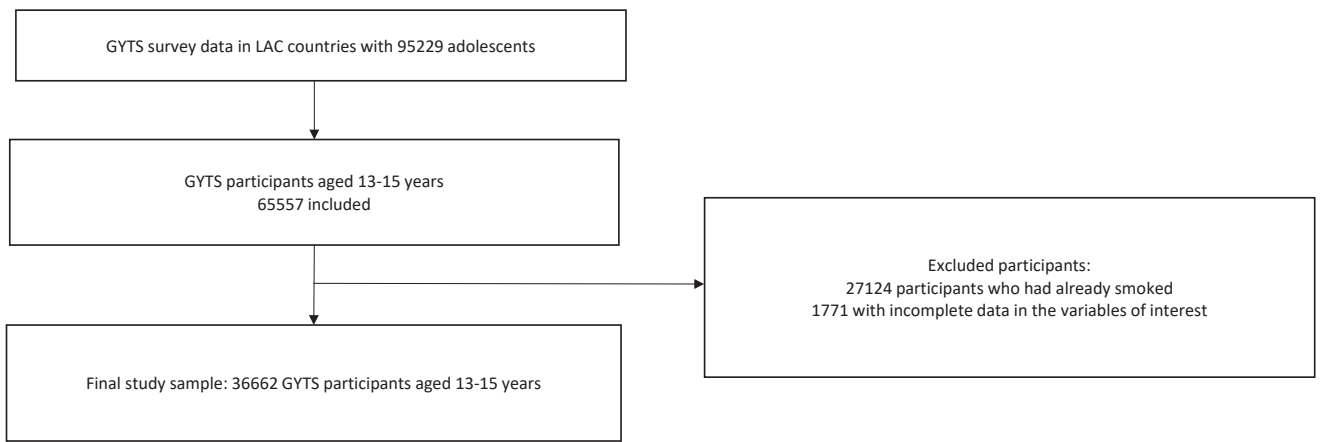 GYTS survey data in LAC countries with 95229 adolescents
GYTS participants aged 13-15 years
65557 included
Excluded participants:
27124 participants who had already smoked
1771 with incomplete data in the variables of interest
Final study sample: 36662 GYTS participants aged 13-15 years